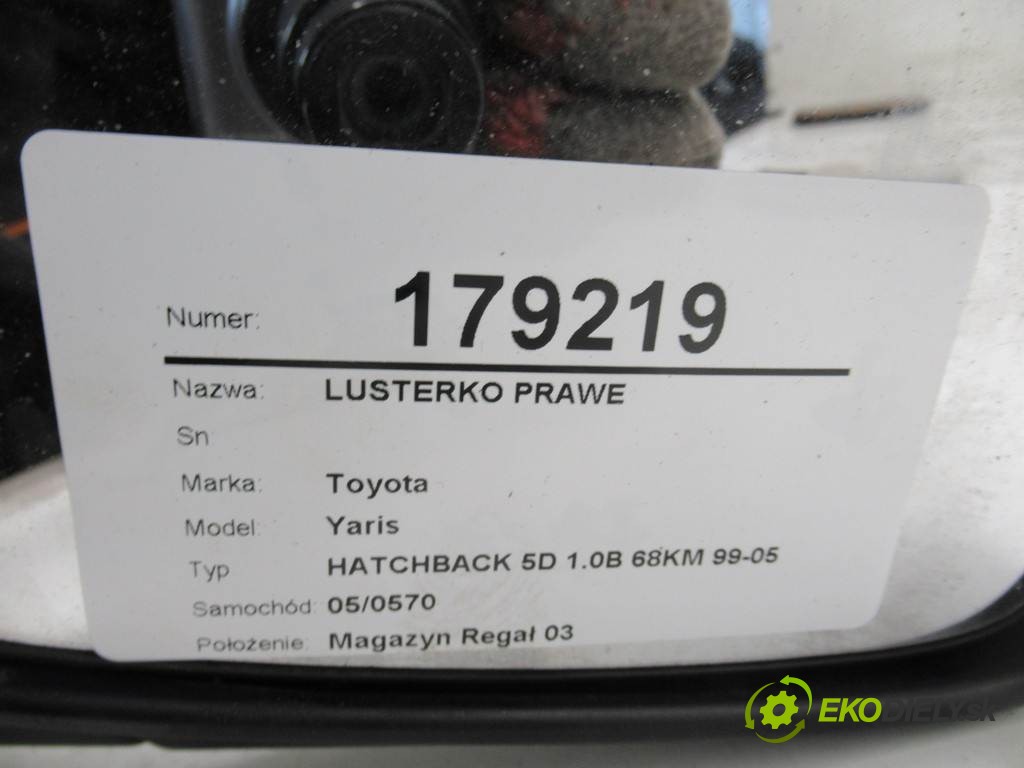 Numer: 179219
Nazwa: LUSTERKO PRAWE
Sn
Marka: Toyota
Model: Yaris
Typ HATCHBACK 5D 1.0B 68KM 99-05
Samochód: 05/0570
Położenie: Magazyn Regał 03
EKODIELY.SK